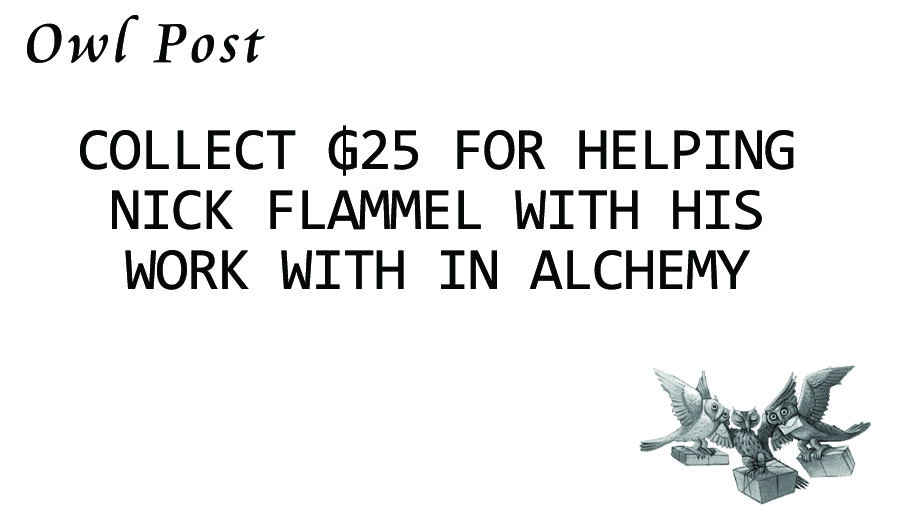 Owl Post
COLLECT ₲25 FOR HELPING
NICK FLAMMEL WITH HIS
WORK WITH IN ALCHEMY